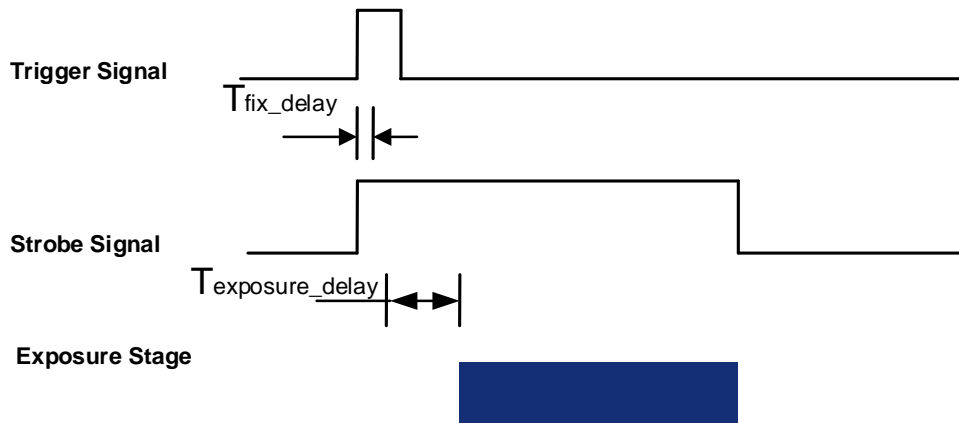 Trigger Signal
Tfix_delay
Strobe Signal
Texposure_delay
Exposure Stage